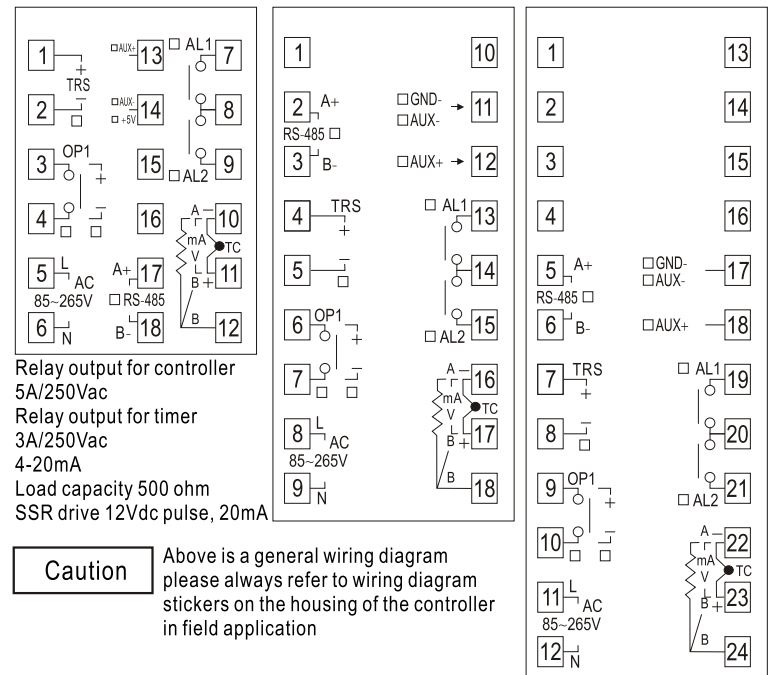 1 + TRS □AUX+ 13 □ AL1 7
2 − □ □AUX- □ +5V 14 8
3 OP1 + 15 □ AL2 9
4 − □ □ 16 A − 10
mA V TC
5 L AC A+ 17 B + 11
85~265V □ RS-485
6 N B- 18 B 12
1 10
2 A+ □GND- □AUX- → 11
RS-485 □
3 B- □AUX+ → 12
4 TRS + □ AL1 13
5 − □ 14
6 OP1 + 15
□ AL2
7 − □ □ A − 16
mA V TC
8 L AC B + 17
85~265V
9 N B 18
1 13
2 14
3 15
4 16
5 A+ □GND- □AUX- 17
RS-485 □
6 B- □AUX+ 18
7 TRS + □ AL1 19
8 − □ 20
9 OP1 + 21
□ AL2
10 − □ □ A − 22
mA V TC
11 L AC B + 23
85~265V
12 N B 24
Relay output for controller
5A/250Vac
Relay output for timer
3A/250Vac
4-20mA
Load capacity 500 ohm
SSR drive 12Vdc pulse, 20mA
Caution
Above is a general wiring diagram
please always refer to wiring diagram
stickers on the housing of the controller
in field application